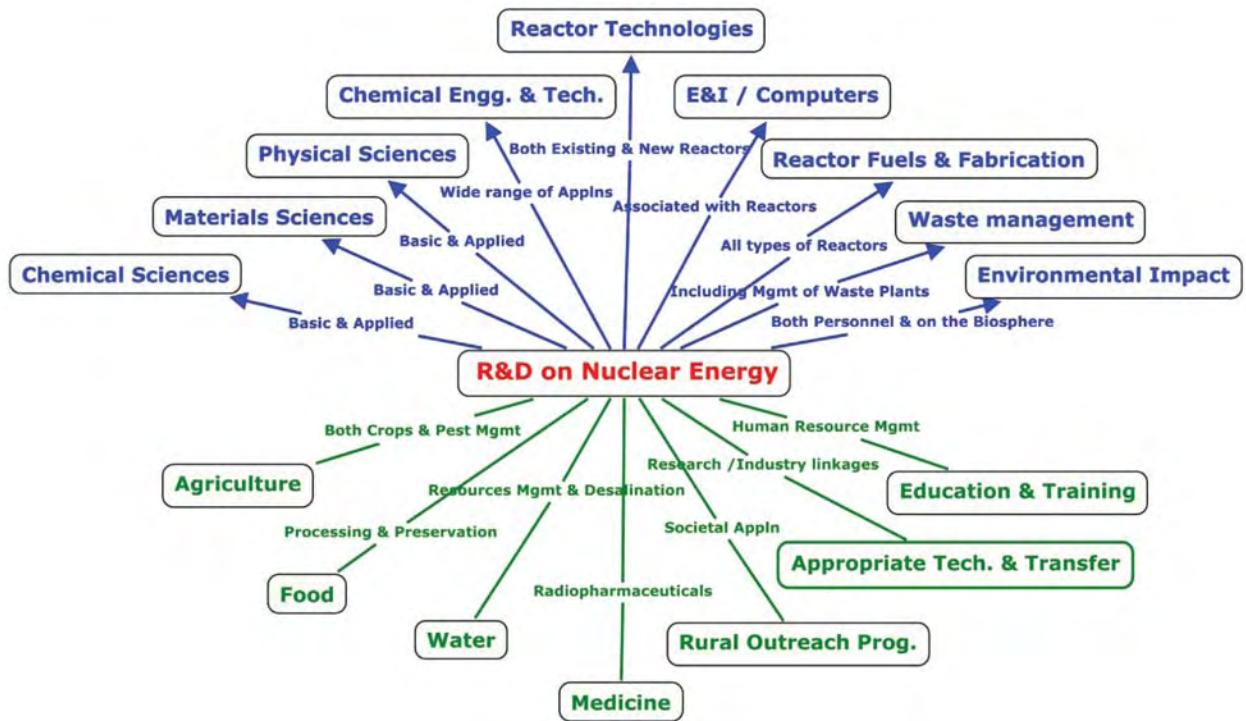 Reactor Technologies
Chemical Engg. & Tech.
E&I / Computers
Both Existing & New Reactors
Physical Sciences
Reactor Fuels & Fabrication
Wide range of Applns
Associated with Reactors
Materials Sciences
Waste management
Basic & Applied
All types of Reactors
Chemical Sciences
Environmental Impact
Basic & Applied
Including Mgmt of Waste Plants
Basic & Applied
Both Personnel & on the Biosphere
R&D on Nuclear Energy
Both Crops & Pest Mgmt
Human Resource Mgmt
Research /Industry linkages
Agriculture
Resources Mgmt & Desalination
Education & Training
Processing & Preservation
Societal Appln
Appropriate Tech. & Transfer
Food
Radiopharmaceuticals
Water
Rural Outreach Prog.
Medicine